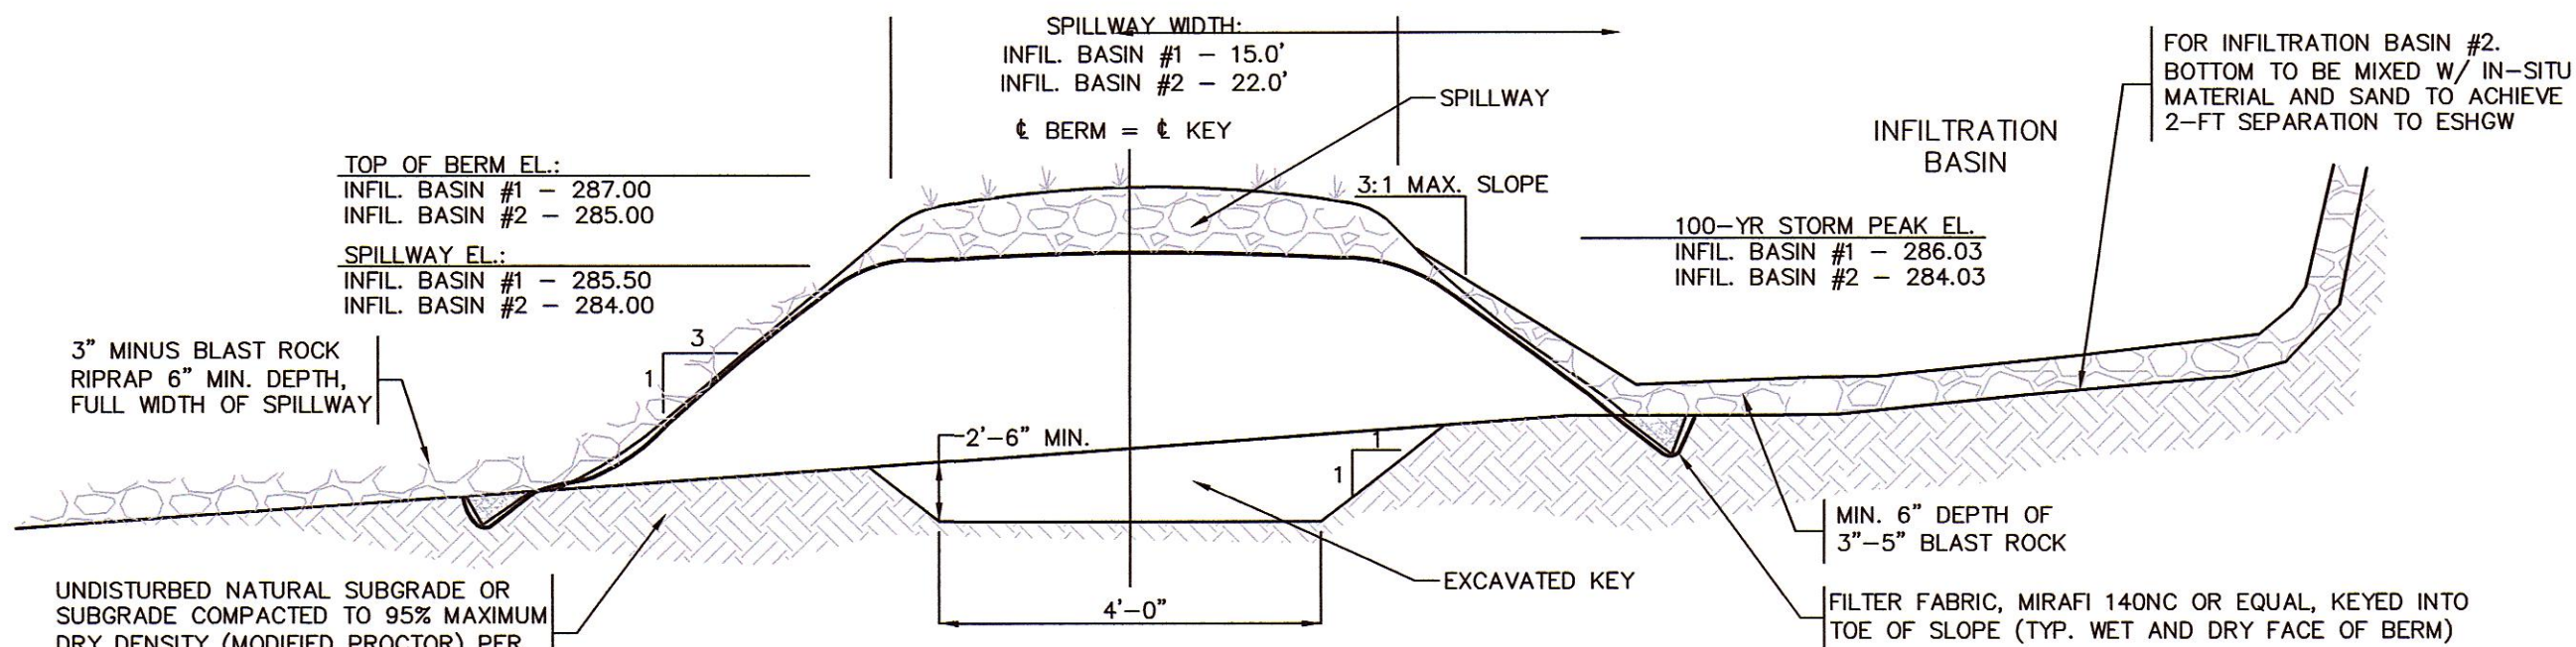 SPILLWAY WIDTH:
INFIL. BASIN #1 – 15.0'
INFIL. BASIN #2 – 22.0'
℄ BERM = ℄ KEY
SPILLWAY
FOR INFILTRATION BASIN #2.
BOTTOM TO BE MIXED W/ IN-SITU
MATERIAL AND SAND TO ACHIEVE
2-FT SEPARATION TO ESHGW
INFILTRATION
BASIN
TOP OF BERM EL.:
INFIL. BASIN #1 – 287.00
INFIL. BASIN #2 – 285.00
SPILLWAY EL.:
INFIL. BASIN #1 – 285.50
INFIL. BASIN #2 – 284.00
3:1 MAX. SLOPE
100-YR STORM PEAK EL.
INFIL. BASIN #1 – 286.03
INFIL. BASIN #2 – 284.03
3" MINUS BLAST ROCK
RIPRAP 6" MIN. DEPTH,
FULL WIDTH OF SPILLWAY
3
1
2'-6" MIN.
1
1
4'-0"
EXCAVATED KEY
MIN. 6" DEPTH OF
3"-5" BLAST ROCK
UNDISTURBED NATURAL SUBGRADE OR
SUBGRADE COMPACTED TO 95% MAXIMUM
DRY DENSITY (MODIFIED PROCTOR) PER
FILTER FABRIC, MIRAFI 140NC OR EQUAL, KEYED INTO
TOE OF SLOPE (TYP. WET AND DRY FACE OF BERM)